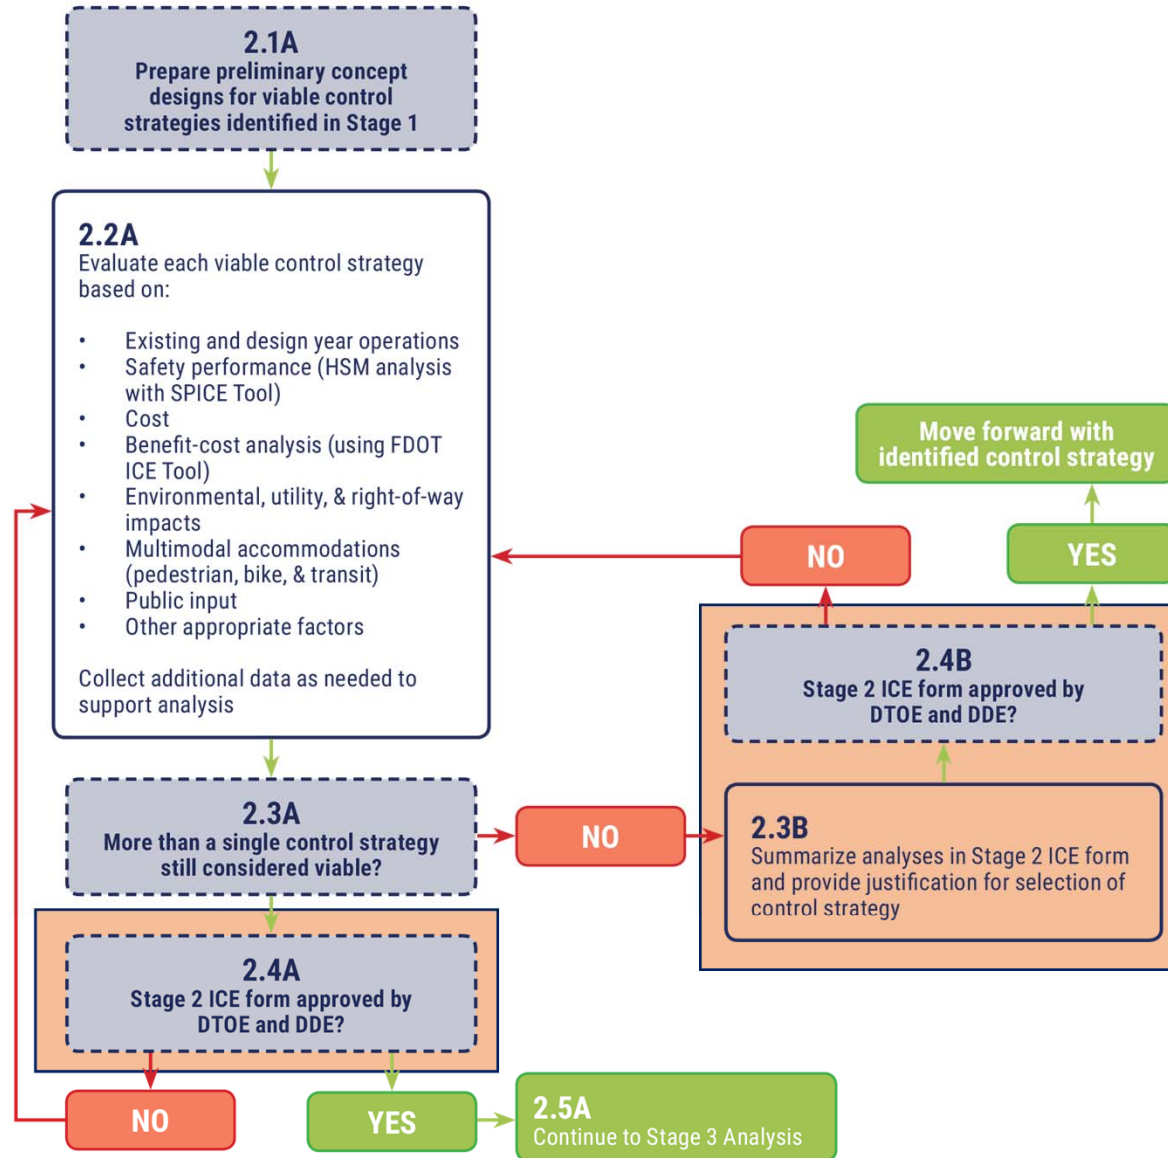 2.1A
Prepare preliminary concept
designs for viable control
strategies identified in Stage 1
2.2A
Evaluate each viable control strategy
based on:
• Existing and design year operations
• Safety performance (HSM analysis
with SPICE Tool)
• Cost
• Benefit-cost analysis (using FDOT
ICE Tool)
• Environmental, utility, & right-of-way
impacts
• Multimodal accommodations
(pedestrian, bike, & transit)
• Public input
• Other appropriate factors
Collect additional data as needed to
support analysis
2.3A
More than a single control strategy
still considered viable?
NO
2.3B
Summarize analyses in Stage 2 ICE form
and provide justification for selection of
control strategy
2.4B
Stage 2 ICE form approved by
DTOE and DDE?
NO
YES
Move forward with
identified control strategy
2.4A
Stage 2 ICE form approved by
DTOE and DDE?
NO
YES
2.5A
Continue to Stage 3 Analysis